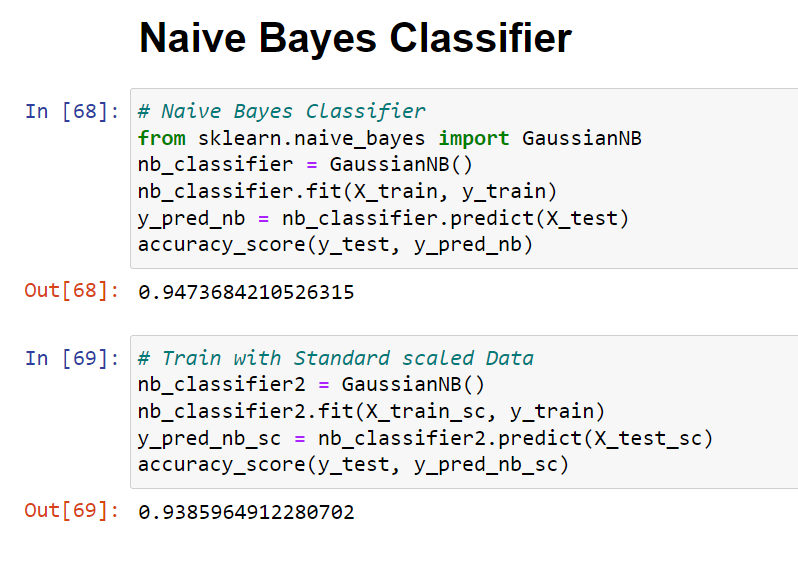 Naive Bayes Classifier
In [68]:
# Naive Bayes Classifier
from sklearn.naive_bayes import GaussianNB
nb_classifier = GaussianNB()
nb_classifier.fit(X_train, y_train)
y_pred_nb = nb_classifier.predict(X_test)
accuracy_score(y_test, y_pred_nb)
Out[68]: 0.9473684210526315
In [69]:
# Train with Standard scaled Data
nb_classifier2 = GaussianNB()
nb_classifier2.fit(X_train_sc, y_train)
y_pred_nb_sc = nb_classifier2.predict(X_test_sc)
accuracy_score(y_test, y_pred_nb_sc)
Out[69]: 0.9385964912280702